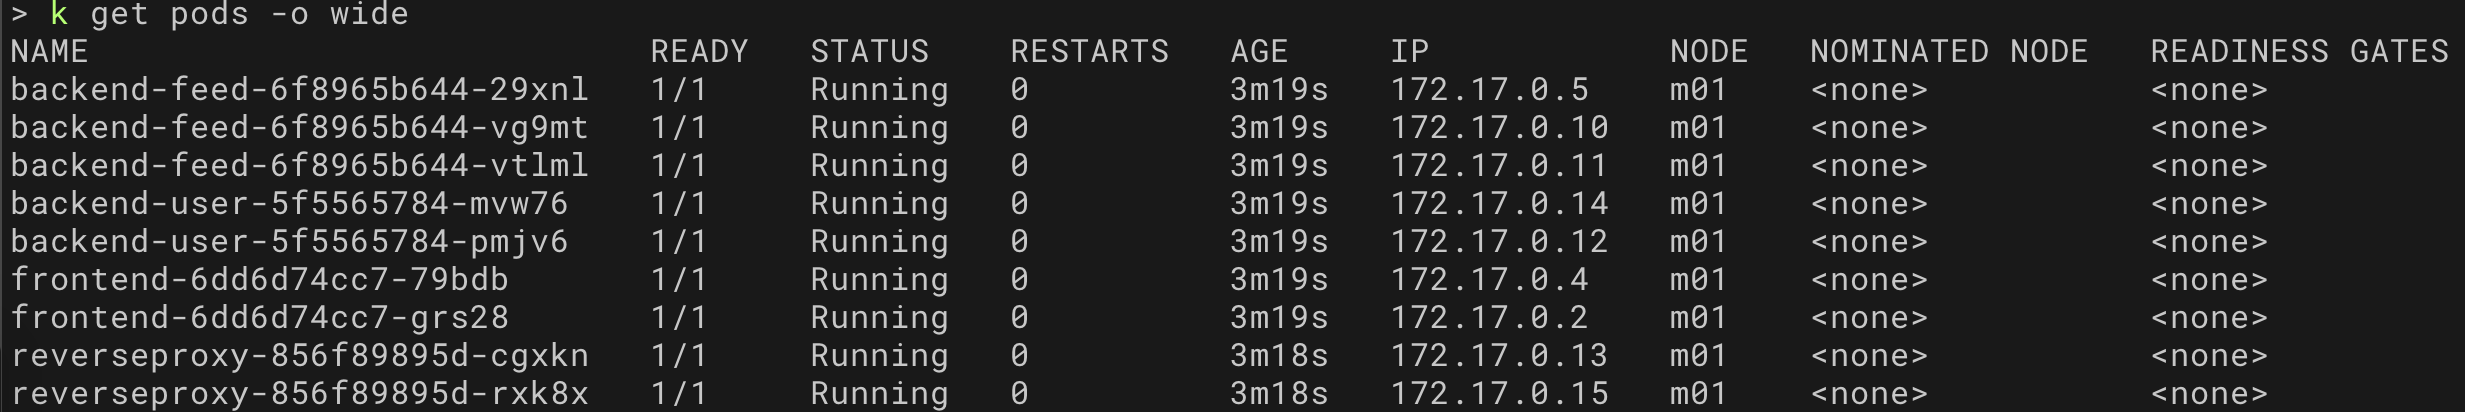 > k get pods -o wide
NAME                            READY   STATUS    RESTARTS   AGE     IP            NODE   NOMINATED NODE   READINESS GATES
backend-feed-6f8965b644-29xnl   1/1     Running   0          3m19s   172.17.0.5    m01    <none>           <none>
backend-feed-6f8965b644-vg9mt   1/1     Running   0          3m19s   172.17.0.10   m01    <none>           <none>
backend-feed-6f8965b644-vtlml   1/1     Running   0          3m19s   172.17.0.11   m01    <none>           <none>
backend-user-5f5565784-mvw76    1/1     Running   0          3m19s   172.17.0.14   m01    <none>           <none>
backend-user-5f5565784-pmjv6    1/1     Running   0          3m19s   172.17.0.12   m01    <none>           <none>
frontend-6dd6d74cc7-79bdb       1/1     Running   0          3m19s   172.17.0.4    m01    <none>           <none>
frontend-6dd6d74cc7-grs28       1/1     Running   0          3m19s   172.17.0.2    m01    <none>           <none>
reverseproxy-856f89895d-cgxkn   1/1     Running   0          3m18s   172.17.0.13   m01    <none>           <none>
reverseproxy-856f89895d-rxk8x   1/1     Running   0          3m18s   172.17.0.15   m01    <none>           <none>